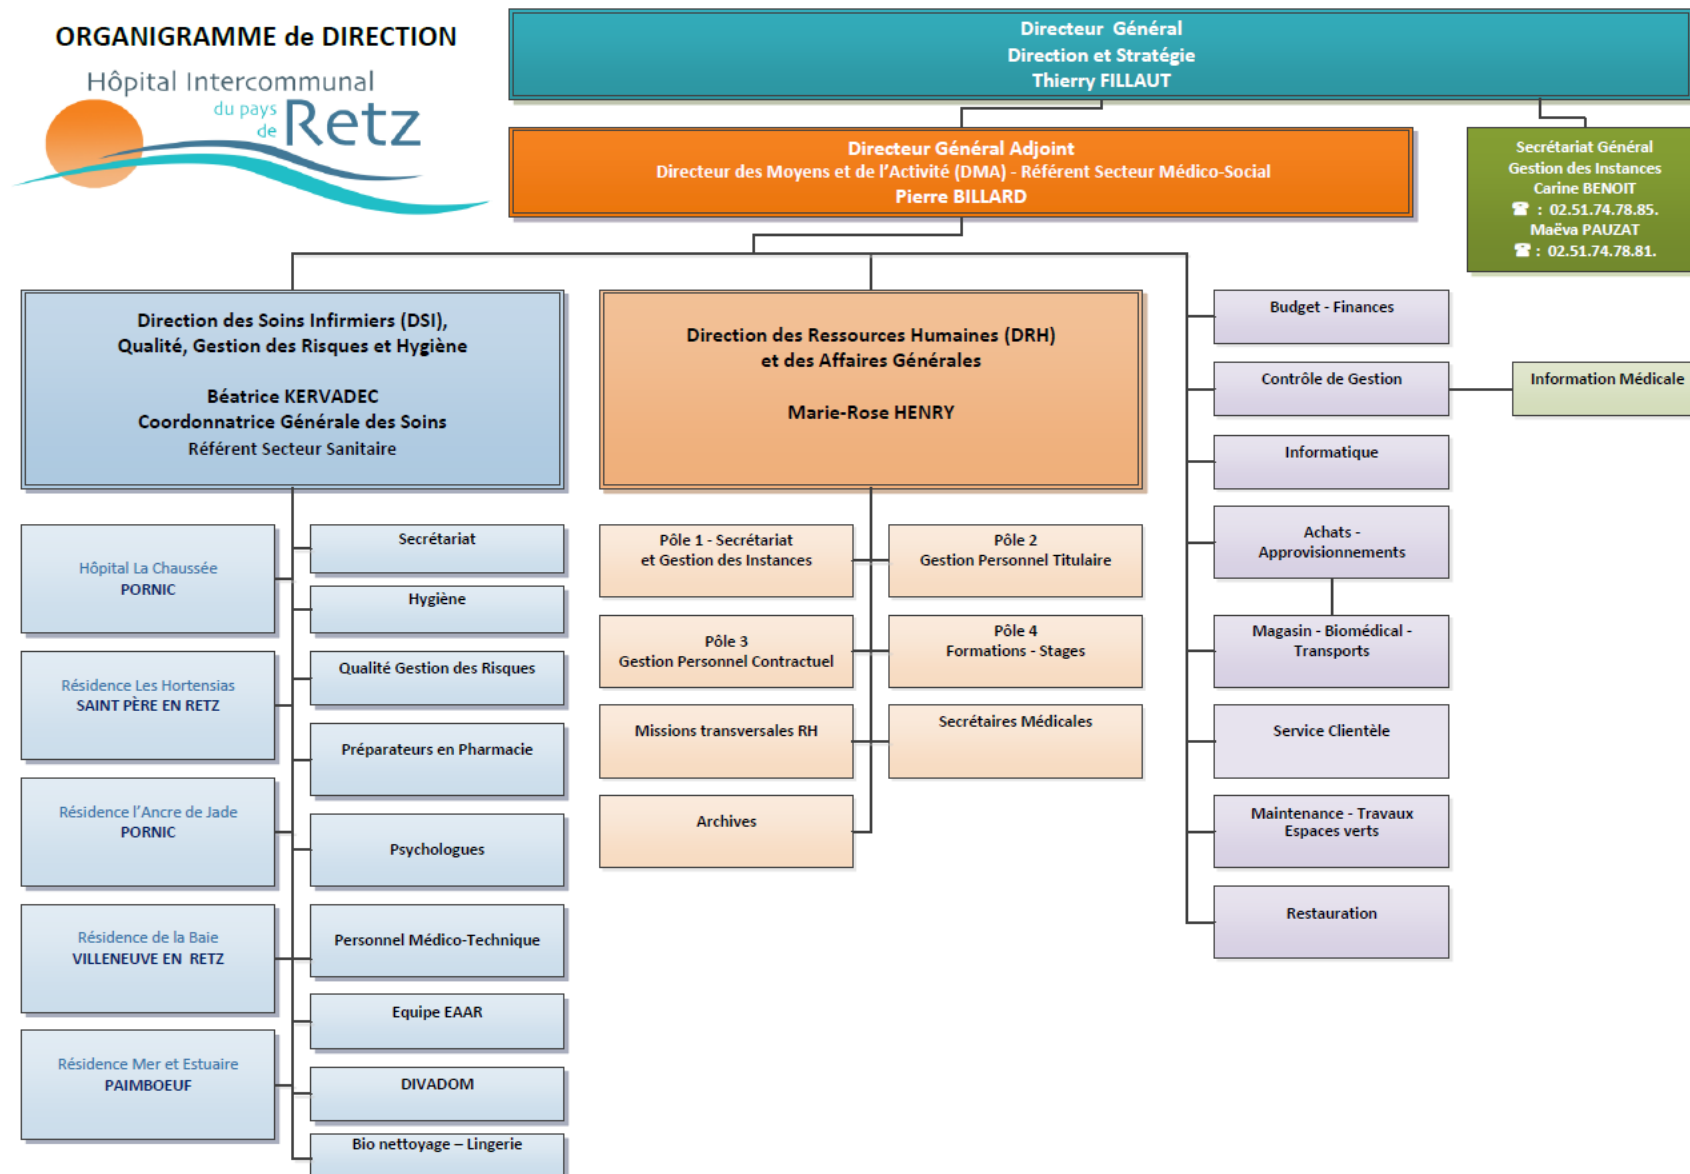 ORGANIGRAMME de DIRECTION
Hôpital Intercommunal
du pays
de Retz
Directeur Général
Direction et Stratégie
Thierry FILLAUT
Directeur Général Adjoint
Directeur des Moyens et de l'Activité (DMA) - Référent Secteur Médico-Social
Pierre BILLARD
Secrétariat Général
Gestion des Instances
Carine BENOIT
☎ : 02.51.74.78.85.
Maëva PAUZAT
☎ : 02.51.74.78.81.
Direction des Soins Infirmiers (DSI),
Qualité, Gestion des Risques et Hygiène
Béatrice KERVADEC
Coordonnatrice Générale des Soins
Référent Secteur Sanitaire
Hôpital La Chaussée
PORNIC
Résidence Les Hortensias
SAINT PÈRE EN RETZ
Résidence l'Ancre de Jade
PORNIC
Résidence de la Baie
VILLENEUVE EN RETZ
Résidence Mer et Estuaire
PAIMBOEUF
Secrétariat
Hygiène
Qualité Gestion des Risques
Préparateurs en Pharmacie
Psychologues
Personnel Médico-Technique
Equipe EAAR
DIVADOM
Bio nettoyage – Lingerie
Direction des Ressources Humaines (DRH)
et des Affaires Générales
Marie-Rose HENRY
Pôle 1 - Secrétariat
et Gestion des Instances
Pôle 2
Gestion Personnel Titulaire
Pôle 3
Gestion Personnel Contractuel
Pôle 4
Formations - Stages
Missions transversales RH
Secrétaires Médicales
Archives
Budget - Finances
Contrôle de Gestion
Information Médicale
Informatique
Achats -
Approvisionnements
Magasin - Biomédical -
Transports
Service Clientèle
Maintenance - Travaux
Espaces verts
Restauration